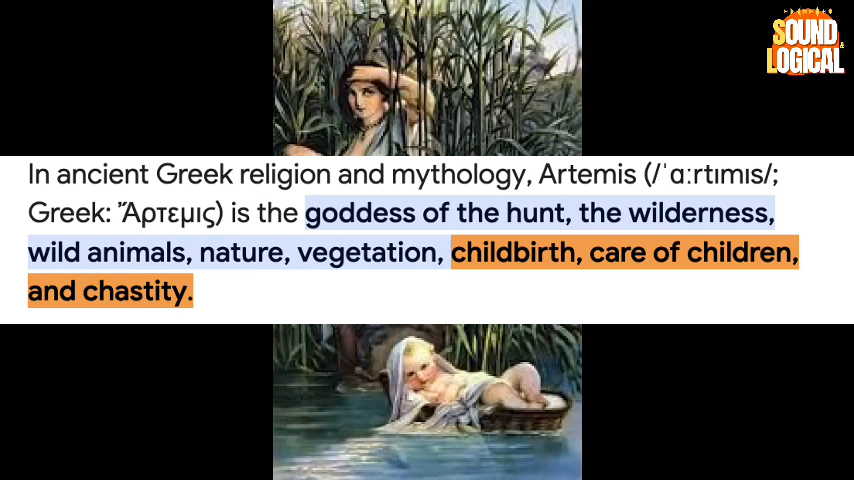 SOUND &
LOGICAL
In ancient Greek religion and mythology, Artemis (/ˈɑːrtɪmɪs/;
Greek: Ἄρτεμις) is the goddess of the hunt, the wilderness,
wild animals, nature, vegetation, childbirth, care of children,
and chastity.